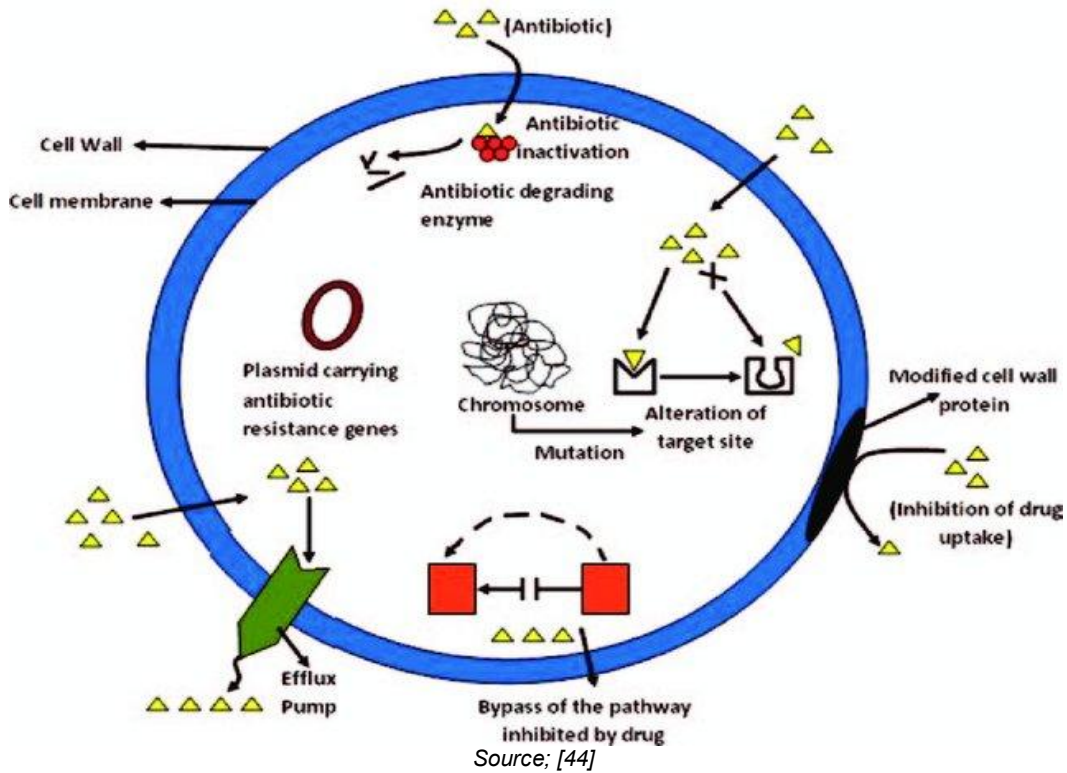 (Antibiotic)
Antibiotic
inactivation
Cell Wall
Antibiotic degrading
enzyme
Cell membrane
Plasmid carrying
antibiotic
resistance genes
Chromosome
Mutation
Alteration of
target site
Modified cell wall
protein
(Inhibition of drug
uptake)
Efflux
Pump
Bypass of the pathway
inhibited by drug
Source; [44]